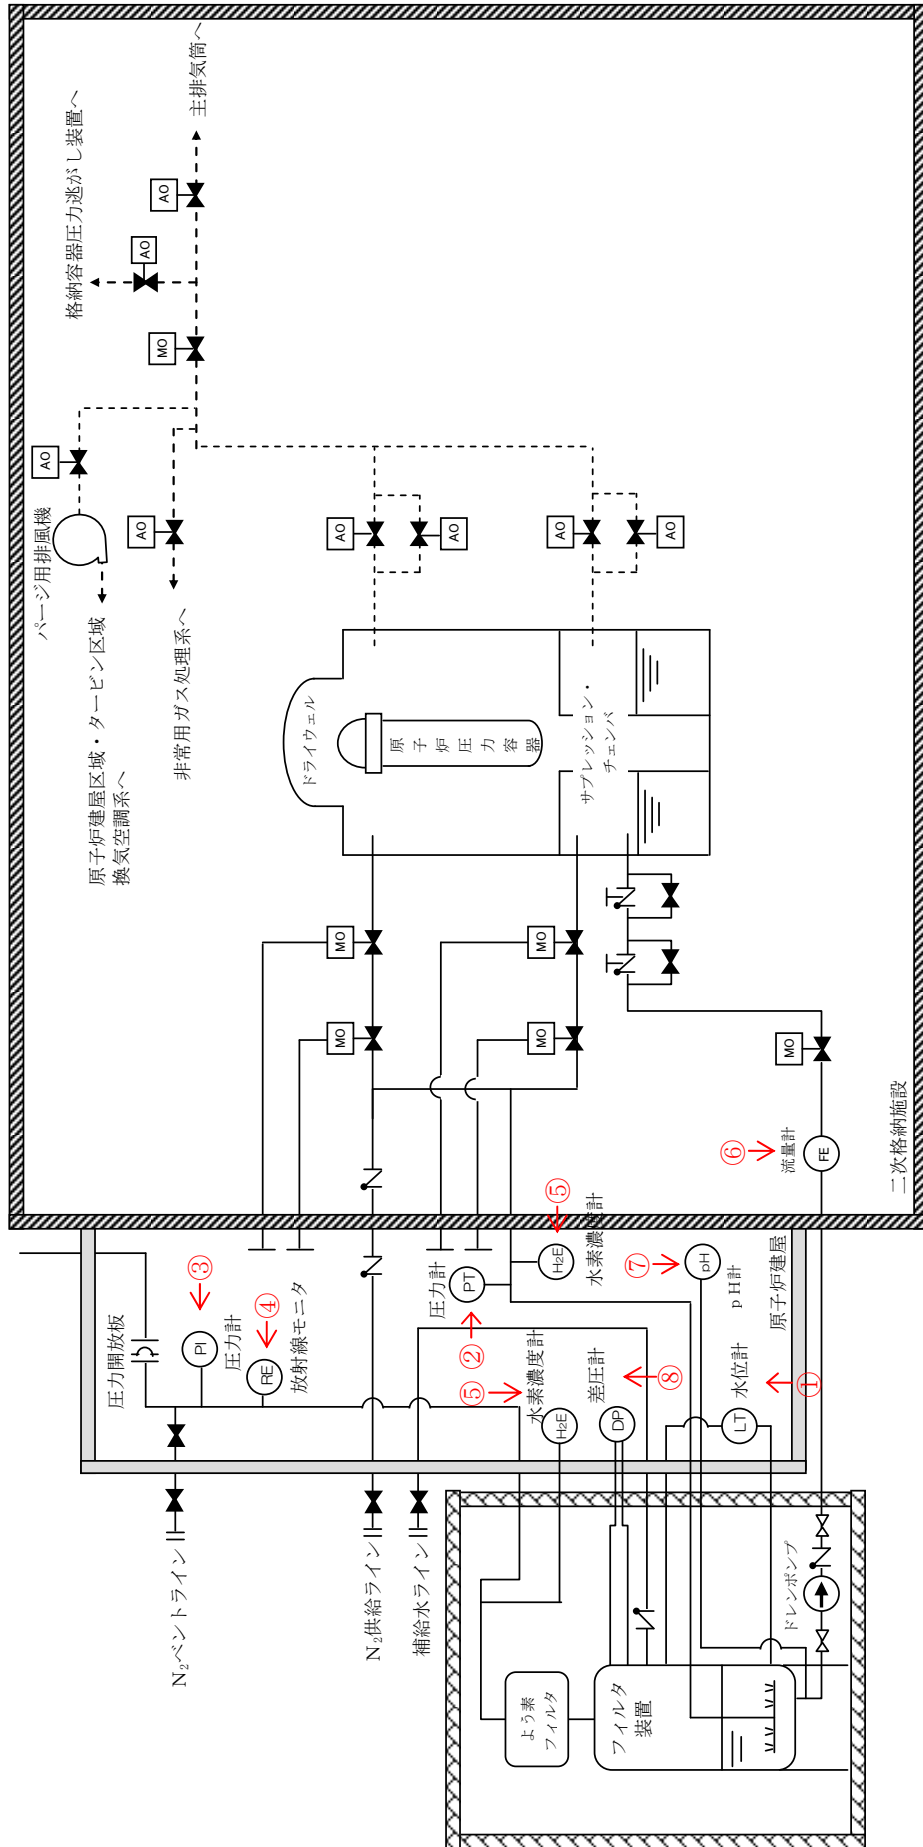 主排気筒へ
格納容器圧力逃がし装置へ
AO
AO
MO
AO
パージ用排風機
原子炉建屋区域・タービン区域
換気空調系へ
AO
非常用ガス処理系へ
AO
AO
AO
AO
ドライウェル
原子炉圧力容器
サプレッション・
チェンバ
MO
MO
MO
MO
MO
⑥
流量計
FE
二次格納施設
圧力開放板
③
PI
圧力計
④
RE
放射線モニタ
圧力計
PT
②
⑤
H2E
水素濃度計
⑤
水素濃度計
H2E
差圧計
DP
⑧
⑦
pH
pH計
水位計
LT
①
原子炉建屋
N₂ベントライン
N₂供給ライン
補給水ライン
よう素
フィルタ
フィルタ
装置
ドレンポンプ